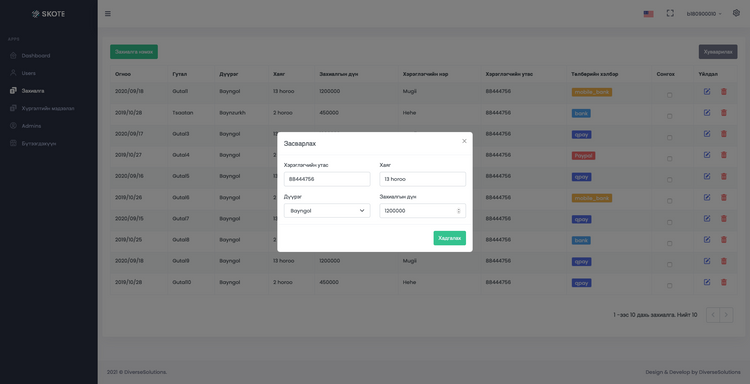 SKOTE
bi80900010
APPS
Dashboard
Users
Захиалга
Хүргэлтийн мэдээлэл
Admins
Бүтээгдэхүүн
Захиалга нэмэх
Хуваарилах
Огноо Гутал Дүүрэг Хаяг Захиалгын дүн Хэрэглэгчийн нэр Хэрэглэгчийн утас Төлбөрийн хэлбэр Сонгох Үйлдэл
2020/09/18 Gutal1 Bayngol 13 horoo 1200000 Mugii 88444756 mobile_bank
2019/10/28 Tsaatan Baynzurkh 2 horoo 450000 Hehe 88444756 bank
2020/09/17 Gutal3 Bayngol 88444756 qpay
2019/10/27 Gutal4 Bayngol 88444756 Paypal
2020/09/16 Gutal5 Bayngol 88444756 qpay
2019/10/26 Gutal6 Bayngol 88444756 mobile_bank
2020/09/15 Gutal7 Bayngol 88444756 qpay
2019/10/25 Gutal8 Bayngol 88444756 bank
2020/09/18 Gutal9 Bayngol 13 horoo 1200000 Mugii 88444756 qpay
2019/10/28 Gutal10 Bayngol 2 horoo 450000 Hehe 88444756 qpay
Засварлах
Хэрэглэгчийн утас Хаяг
88444756 13 horoo
Дүүрэг Захиалгын дүн
Bayngol 1200000
Хадгалах
1 -ээс 10 дахь захиалга. Нийт 10
2021 © DiverseSolutions.
Design & Develop by DiverseSolutions